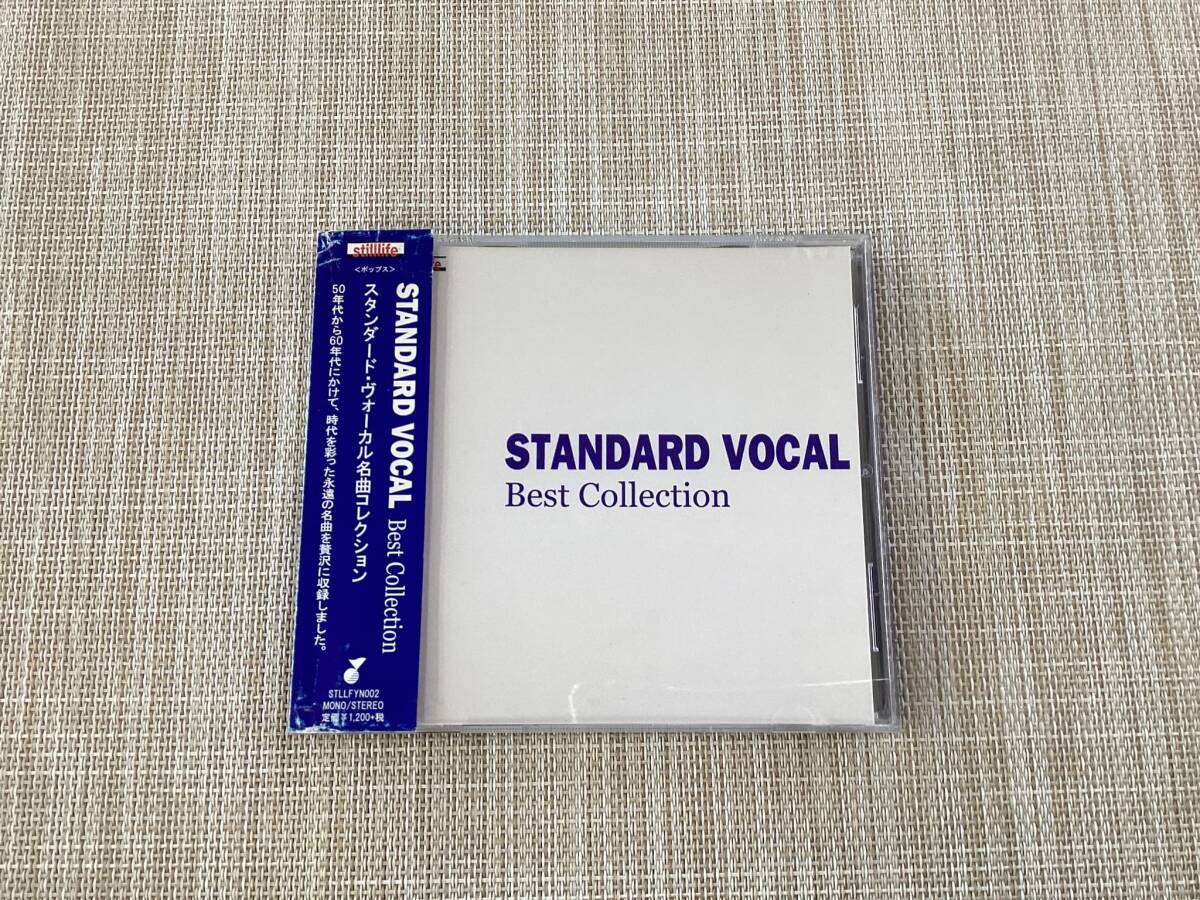 stilllife
<ポップス>
STANDARD VOCAL Best Collection
スタンダード・ヴォーカル名曲コレクション
50年代から60年代にかけて、時代を彩った永遠の名曲を贅沢に収録しました。
STLLFYN002
MONO/STEREO
定価¥1,200+税
STANDARD VOCAL
Best Collection